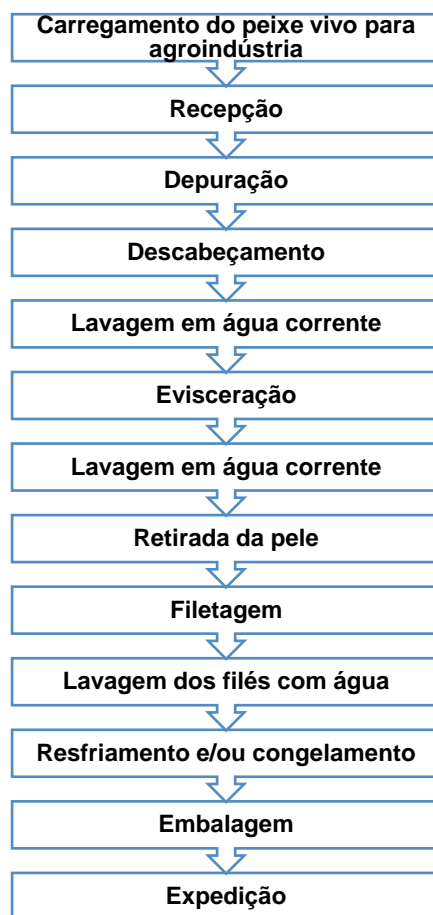 Carregamento do peixe vivo para
agroindústria
Recepção
Depuração
Descabeçamento
Lavagem em água corrente
Evisceração
Lavagem em água corrente
Retirada da pele
Filetagem
Lavagem dos filés com água
Resfriamento e/ou congelamento
Embalagem
Expedição